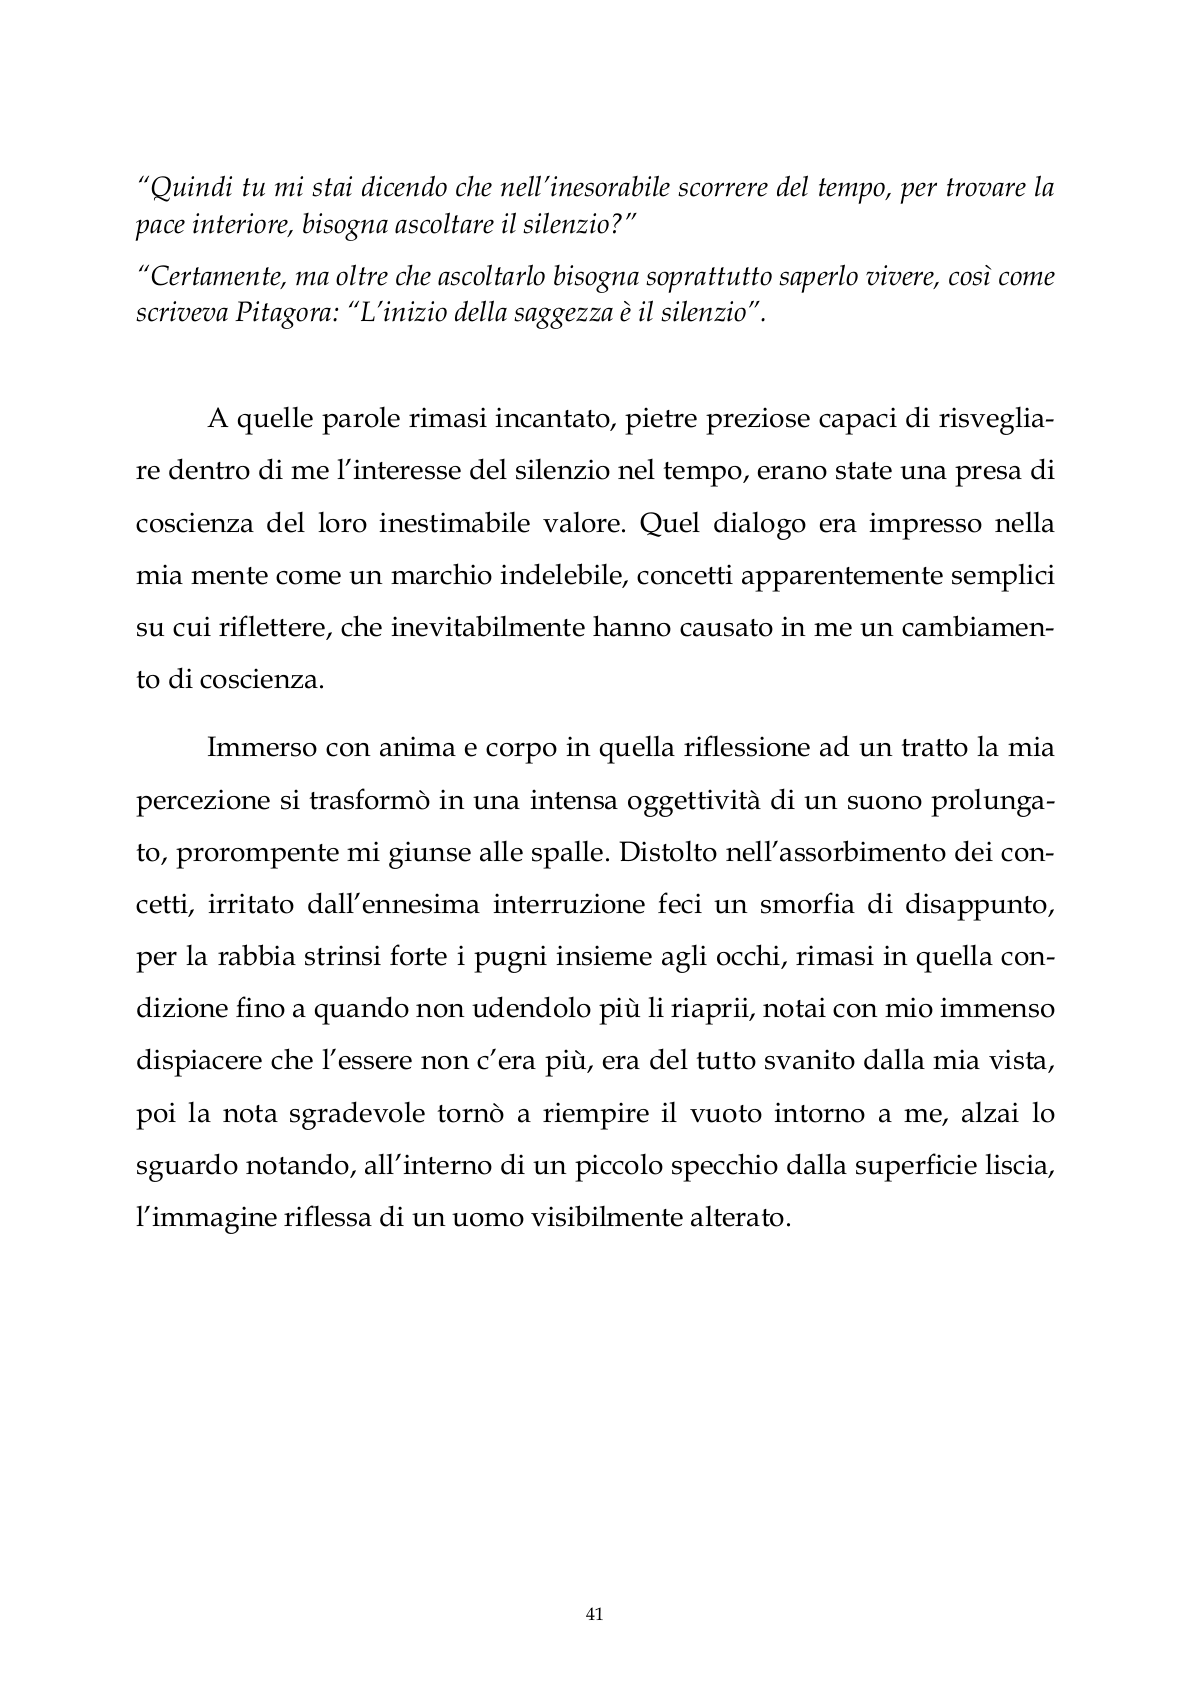 “Quindi tu mi stai dicendo che nell’inesorabile scorrere del tempo, per trovare la
pace interiore, bisogna ascoltare il silenzio?”
“Certamente, ma oltre che ascoltarlo bisogna soprattutto saperlo vivere, così come
scriveva Pitagora: “L’inizio della saggezza è il silenzio”.
A quelle parole rimasi incantato, pietre preziose capaci di risveglia-
re dentro di me l’interesse del silenzio nel tempo, erano state una presa di
coscienza del loro inestimabile valore. Quel dialogo era impresso nella
mia mente come un marchio indelebile, concetti apparentemente semplici
su cui riflettere, che inevitabilmente hanno causato in me un cambiamen-
to di coscienza.
Immerso con anima e corpo in quella riflessione ad un tratto la mia
percezione si trasformò in una intensa oggettività di un suono prolunga-
to, prorompente mi giunse alle spalle. Distolto nell’assorbimento dei con-
cetti, irritato dall’ennesima interruzione feci un smorfia di disappunto,
per la rabbia strinsi forte i pugni insieme agli occhi, rimasi in quella con-
dizione fino a quando non udendolo più li riaprii, notai con mio immenso
dispiacere che l’essere non c’era più, era del tutto svanito dalla mia vista,
poi la nota sgradevole tornò a riempire il vuoto intorno a me, alzai lo
sguardo notando, all’interno di un piccolo specchio dalla superficie liscia,
l’immagine riflessa di un uomo visibilmente alterato.
41